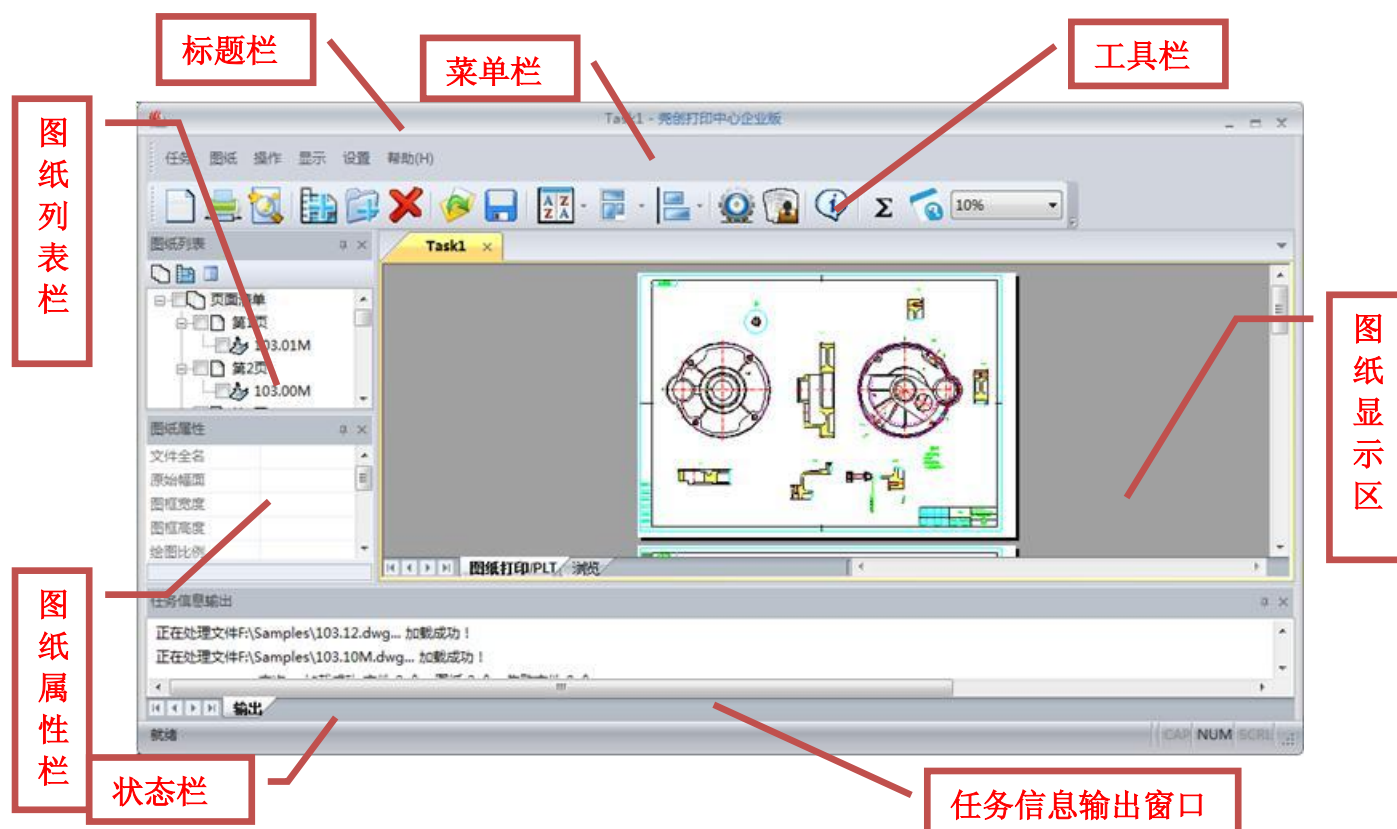 标题栏
菜单栏
工具栏
图纸列表栏
Task1 - 尧创打印中心企业版
任务 图纸 操作 显示 设置 帮助(H)
10%
图纸列表
Task1
页面清单
第1页
103.01M
第2页
103.00M
图纸属性
文件全名
原始幅面
图框宽度
图框高度
绘图比例
图纸显示区
图纸打印/PLT 浏览
图纸属性栏
任务信息输出
正在处理文件F:\Samples\103.12.dwg... 加载成功！
正在处理文件F:\Samples\103.10M.dwg... 加载成功！
输出
就绪
CAP NUM SCRL
状态栏
任务信息输出窗口